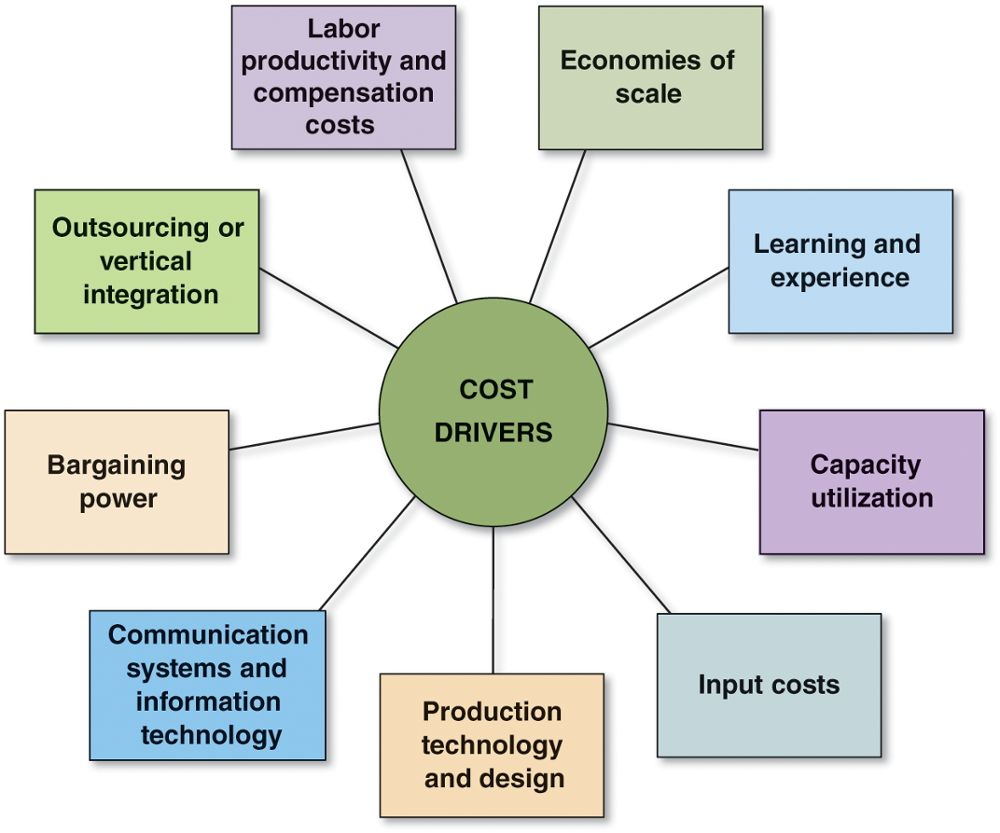 Labor
productivity and
compensation
costs
Economies of
scale
Outsourcing or
vertical
integration
Learning and
experience
COST
DRIVERS
Bargaining
power
Capacity
utilization
Communication
systems and
information
technology
Production
technology
and design
Input costs